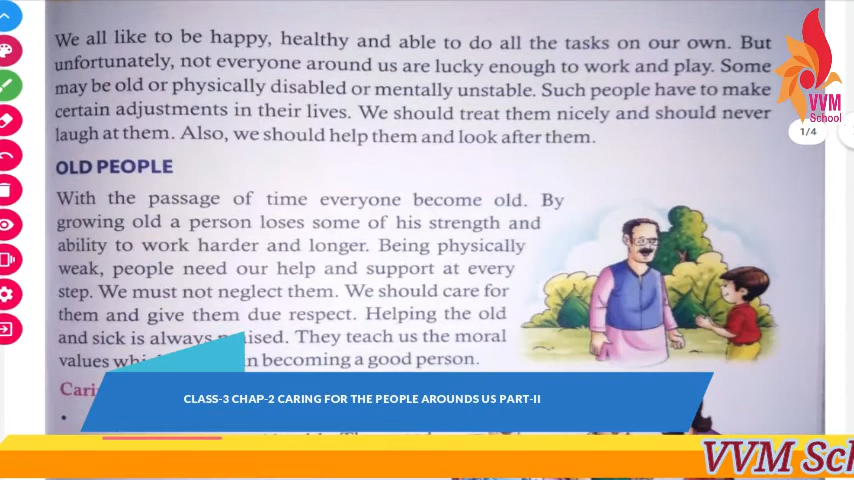 We all like to be happy, healthy and able to do all the tasks on our own. But
unfortunately, not everyone around us are lucky enough to work and play. Some
may be old or physically disabled or mentally unstable. Such people have to make
certain adjustments in their lives. We should treat them nicely and should never
laugh at them. Also, we should help them and look after them.
VVM
School
1/4
OLD PEOPLE
With the passage of time everyone become old. By
growing old a person loses some of his strength and
ability to work harder and longer. Being physically
weak, people need our help and support at every
step. We must not neglect them. We should care for
them and give them due respect. Helping the old
and sick is always praised. They teach us the moral
values in becoming a good person.
CLASS-3 CHAP-2 CARING FOR THE PEOPLE AROUNDS US PART-II
VVM